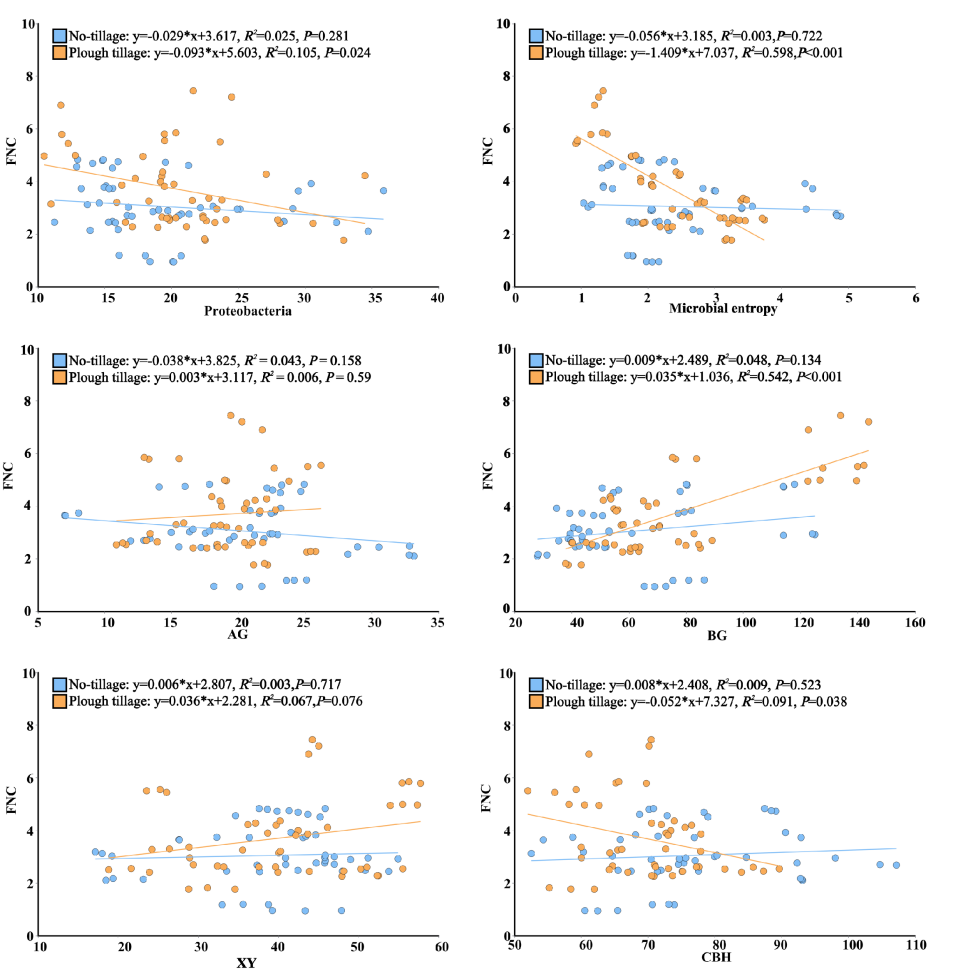 10
No-tillage: y=-0.029*x+3.617, R²=0.025, P=0.281
Plough tillage: y=-0.093*x+5.603, R²=0.105, P=0.024
8
6
FNC
4
2
0
10 15 20 25 30 35 40
Proteobacteria
10
No-tillage: y=-0.056*x+3.185, R²=0.003,P=0.722
Plough tillage: y=-1.409*x+7.037, R²=0.598,P<0.001
8
6
FNC
4
2
0
0 1 2 3 4 5 6
Microbial entropy
10
No-tillage: y=-0.038*x+3.825, R² = 0.043, P = 0.158
Plough tillage: y=0.003*x+3.117, R² = 0.006, P = 0.59
8
6
FNC
4
2
0
5 10 15 20 25 30 35
AG
10
No-tillage: y=0.009*x+2.489, R²=0.048, P=0.134
Plough tillage: y=0.035*x+1.036, R²=0.542, P<0.001
8
6
FNC
4
2
0
20 40 60 80 100 120 140 160
BG
10
No-tillage: y=0.006*x+2.807, R²=0.003,P=0.717
Plough tillage: y=0.036*x+2.281, R²=0.067,P=0.076
8
6
FNC
4
2
0
10 20 30 40 50 60
XY
10
No-tillage: y=0.008*x+2.408, R²=0.009, P=0.523
Plough tillage: y=-0.052*x+7.327, R²=0.091, P=0.038
8
6
FNC
4
2
0
50 60 70 80 90 100 110
CBH